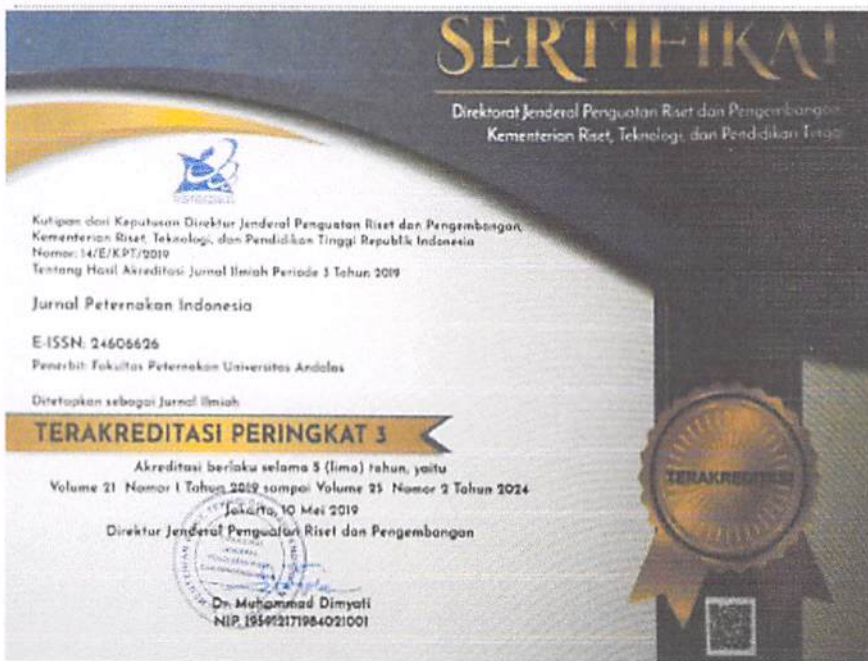 SERTIFIKAT
Direktorat Jenderal Penguatan Riset dan Pengembangan
Kementerian Riset, Teknologi, dan Pendidikan Tinggi
Kutipan dari Keputusan Direktur Jenderal Penguatan Riset dan Pengembangan,
Kementerian Riset, Teknologi, dan Pendidikan Tinggi Republik Indonesia
Nomor: 14/E/KPT/2019
Tentang Hasil Akreditasi Jurnal Ilmiah Periode 3 Tahun 2019
Jurnal Peternakan Indonesia
E-ISSN: 24606626
Penerbit: Fakultas Peternakan Universitas Andalas
Ditetapkan sebagai Jurnal Ilmiah
TERAKREDITASI PERINGKAT 3
Akreditasi berlaku selama 5 (lima) tahun, yaitu
Volume 21 Nomor 1 Tahun 2019 sampai Volume 25 Nomor 2 Tahun 2024
Jakarta, 10 Mei 2019
Direktur Jenderal Penguatan Riset dan Pengembangan
Dr. Muhammad Dimyati
NIP. 195912171984021001
TERAKREDITASI